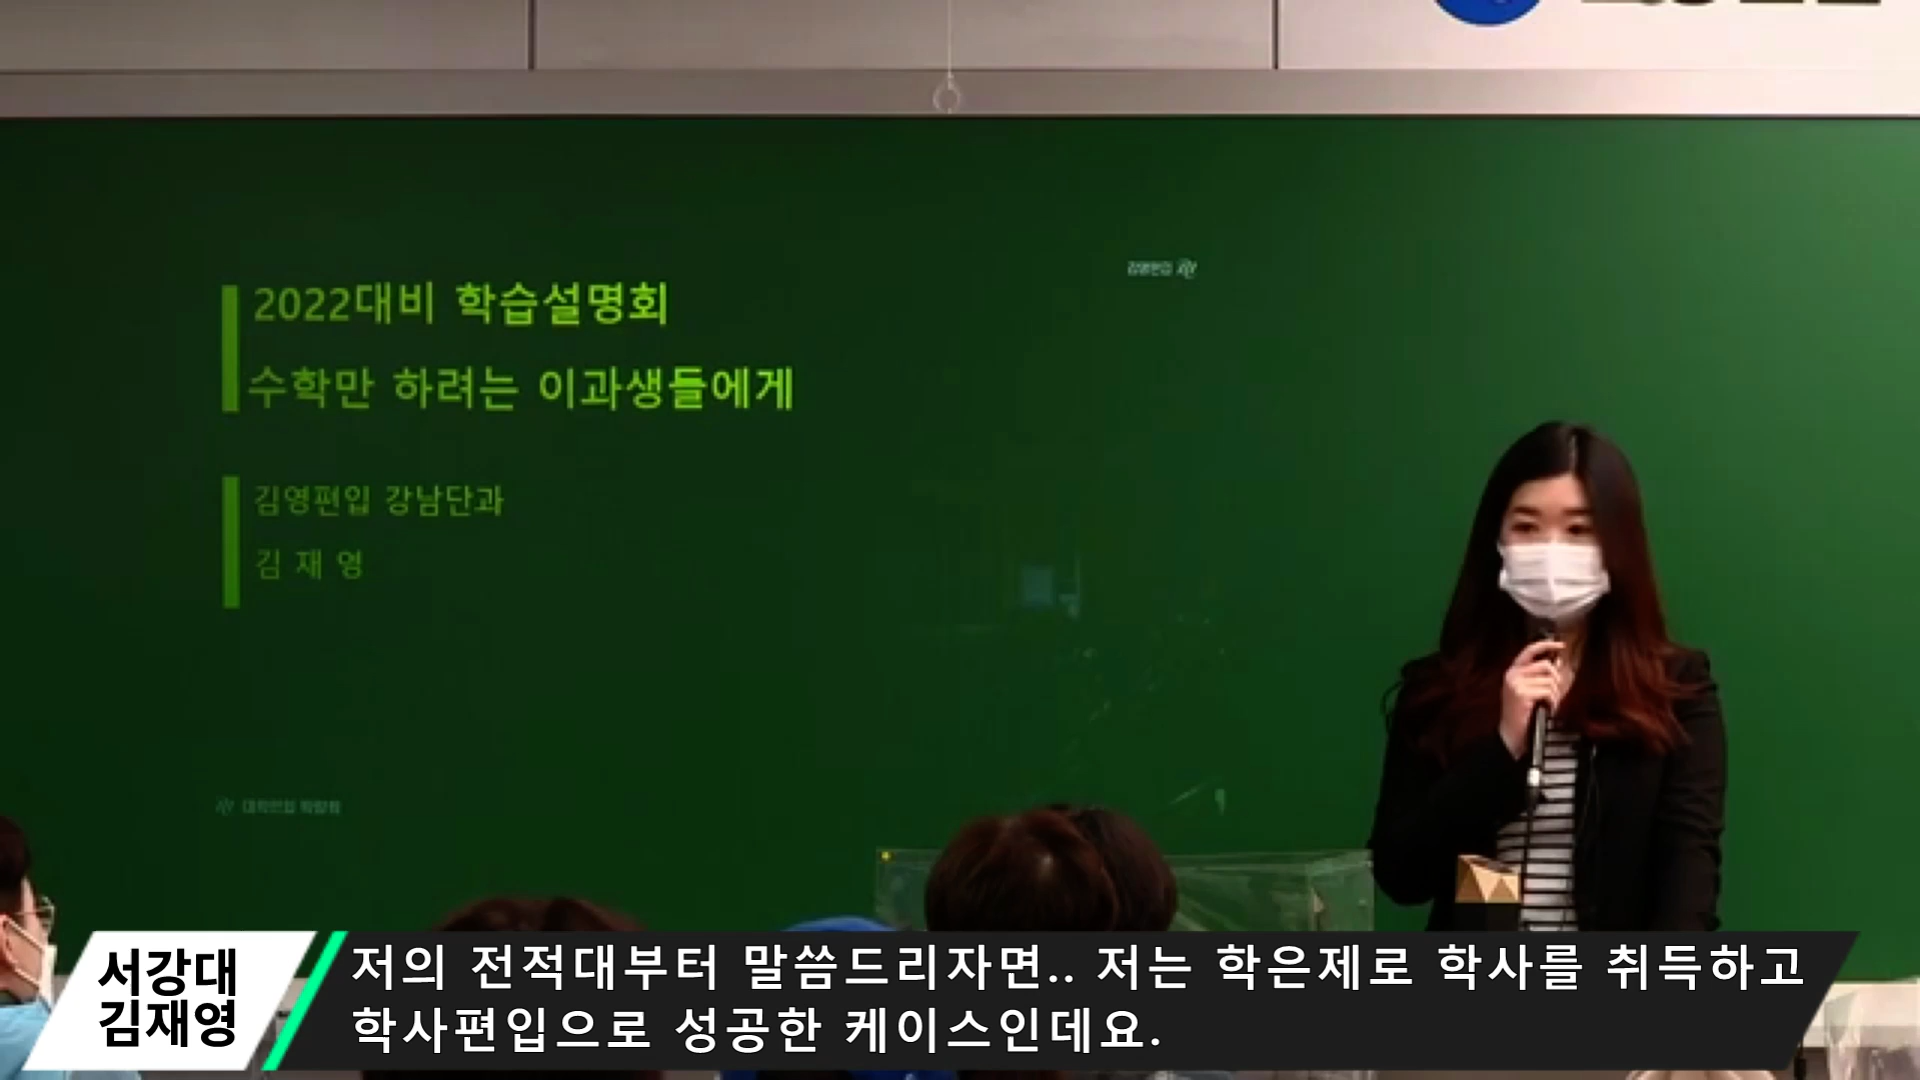 김영편입
2022대비 학습설명회
수학만 하려는 이과생들에게
김영편입 강남단과
김 재 영
서강대
김재영
저의 전적대부터 말씀드리자면.. 저는 학은제로 학사를 취득하고
학사편입으로 성공한 케이스인데요.